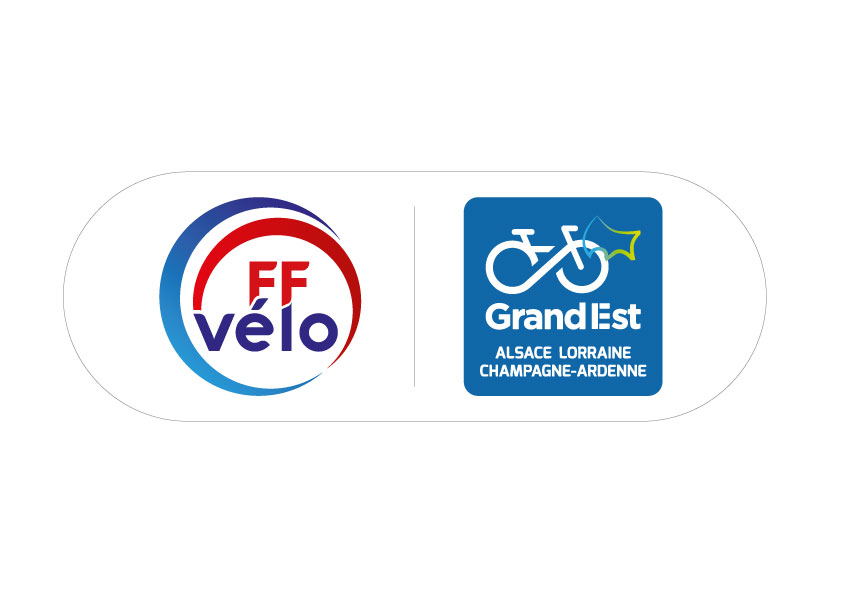 FF
vélo
Grand Est
ALSACE LORRAINE
CHAMPAGNE-ARDENNE